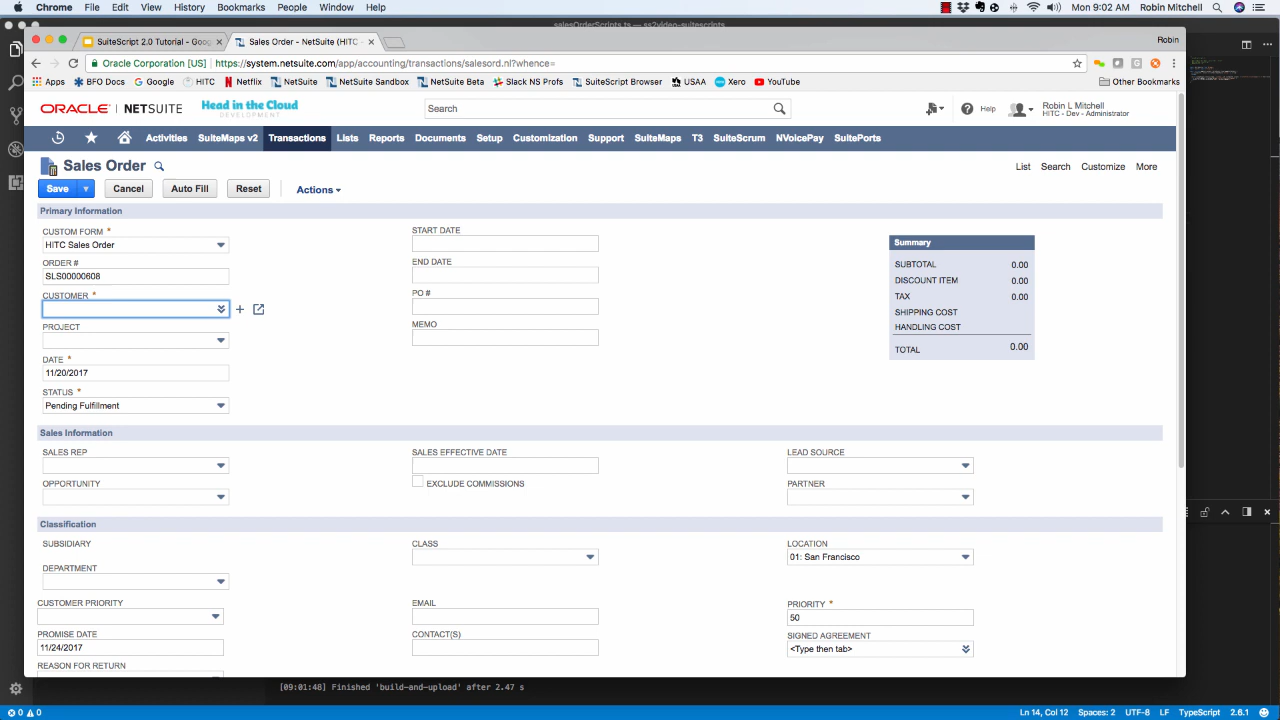 Chrome File Edit View History Bookmarks People Window Help
Mon 9:02 AM Robin Mitchell
salesOrderScripts.ts — ss2video-suitescripts
SuiteScript 2.0 Tutorial - Goog
Sales Order - NetSuite (HITC -
Robin
Oracle Corporation [US] https://system.netsuite.com/app/accounting/transactions/salesord.nl?whence=
Apps BFO Docs Google HITC Netflix NetSuite NetSuite Sandbox NetSuite Beta Back NS Profs SuiteScript Browser USAA Xero YouTube Other Bookmarks
ORACLE NETSUITE
Head in the Cloud
DEVELOPMENT
Search
Help
Robin L Mitchell
HITC - Dev - Administrator
Activities SuiteMaps v2 Transactions Lists Reports Documents Setup Customization Support SuiteMaps T3 SuiteScrum NVoicePay SuitePorts
Sales Order
List Search Customize More
Save Cancel Auto Fill Reset Actions
Primary Information
CUSTOM FORM *
HITC Sales Order
ORDER #
SLS00000608
CUSTOMER *
PROJECT
DATE *
11/20/2017
STATUS *
Pending Fulfillment
START DATE
END DATE
PO #
MEMO
Summary
SUBTOTAL 0.00
DISCOUNT ITEM 0.00
TAX 0.00
SHIPPING COST
HANDLING COST
TOTAL 0.00
Sales Information
SALES REP
OPPORTUNITY
SALES EFFECTIVE DATE
EXCLUDE COMMISSIONS
LEAD SOURCE
PARTNER
Classification
SUBSIDIARY
DEPARTMENT
CUSTOMER PRIORITY
PROMISE DATE
11/24/2017
REASON FOR RETURN
CLASS
EMAIL
CONTACT(S)
LOCATION
01: San Francisco
PRIORITY *
50
SIGNED AGREEMENT
<Type then tab>
[09:01:48] Finished 'build-and-upload' after 2.47 s
0 0
Ln 14, Col 12 Spaces: 2 UTF-8 LF TypeScript 2.6.1